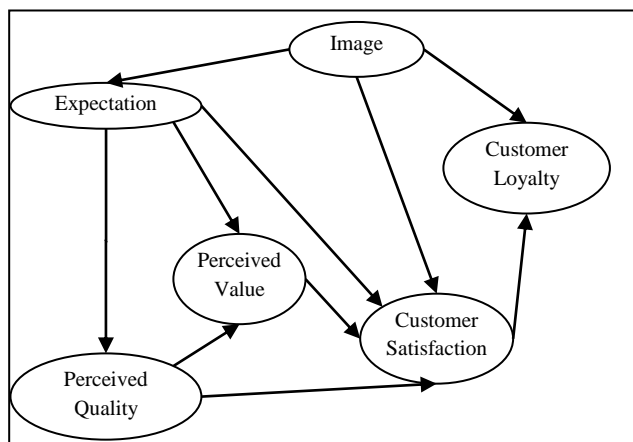 Image
Expectation
Customer
Loyalty
Perceived
Value
Customer
Satisfaction
Perceived
Quality